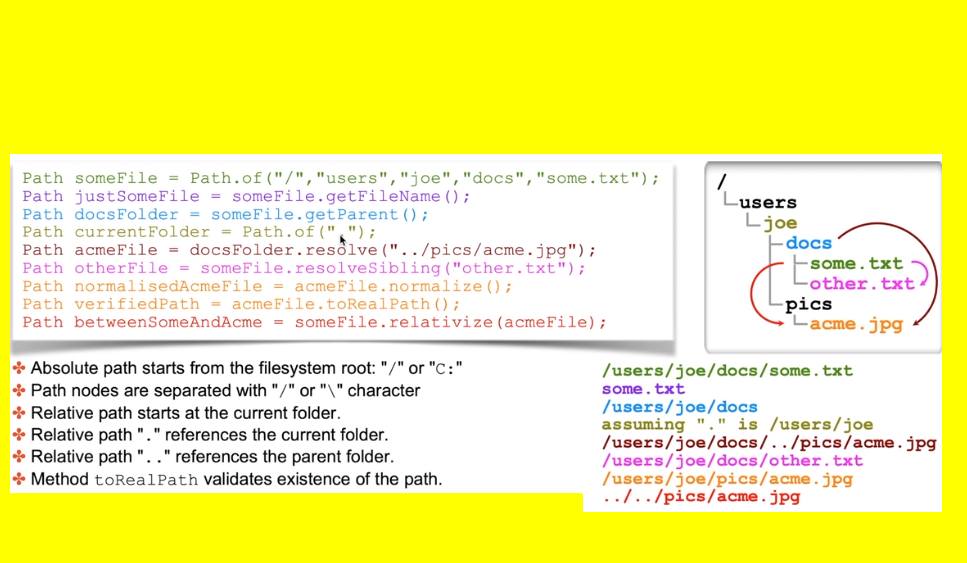 Path someFile = Path.of("/","users","joe","docs","some.txt");
Path justSomeFile = someFile.getFileName();
Path docsFolder = someFile.getParent();
Path currentFolder = Path.of(".");
Path acmeFile = docsFolder.resolve("../pics/acme.jpg");
Path otherFile = someFile.resolveSibling("other.txt");
Path normalisedAcmeFile = acmeFile.normalize();
Path verifiedPath = acmeFile.toRealPath();
Path betweenSomeAndAcme = someFile.relativize(acmeFile);
/
users
joe
docs
some.txt
other.txt
pics
acme.jpg
Absolute path starts from the filesystem root: "/" or "C:"
Path nodes are separated with "/" or "\" character
Relative path starts at the current folder.
Relative path "." references the current folder.
Relative path ".." references the parent folder.
Method toRealPath validates existence of the path.
/users/joe/docs/some.txt
some.txt
/users/joe/docs
assuming "." is /users/joe
/users/joe/docs/../pics/acme.jpg
/users/joe/docs/other.txt
/users/joe/pics/acme.jpg
../../pics/acme.jpg